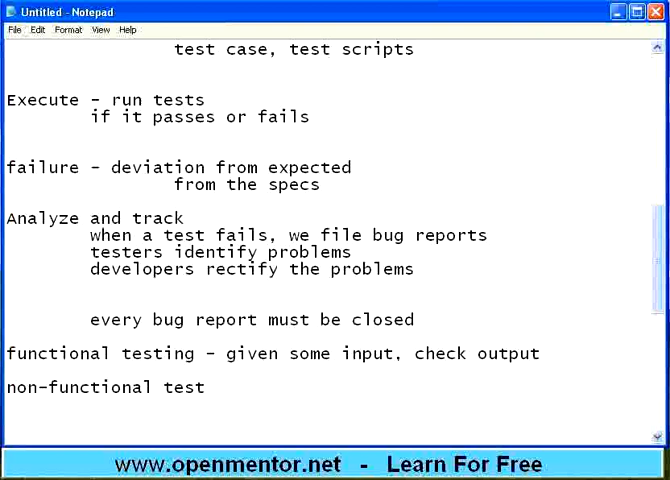 Untitled - Notepad
File Edit Format View Help
test case, test scripts
Execute - run tests
if it passes or fails
failure - deviation from expected
from the specs
Analyze and track
when a test fails, we file bug reports
testers identify problems
developers rectify the problems
every bug report must be closed
functional testing - given some input, check output
non-functional test
www.openmentor.net - Learn For Free